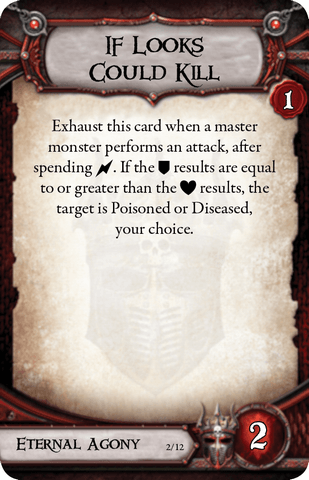 If Looks
Could Kill
1
Exhaust this card when a master
monster performs an attack, after
spending . If the results are equal
to or greater than the results, the
target is Poisoned or Diseased,
your choice.
Eternal Agony 2/12 2